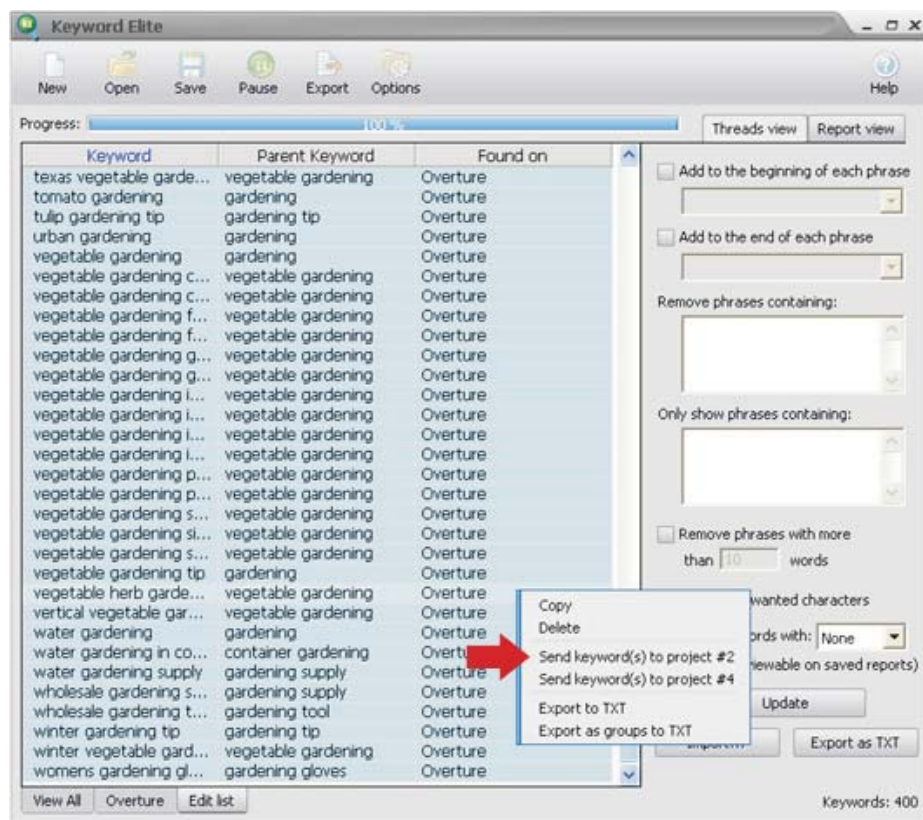 Keyword Elite
New Open Save Pause Export Options Help
Progress: 100 % Threads view Report view
Keyword Parent Keyword Found on
texas vegetable garde... vegetable gardening Overture
tomato gardening gardening Overture
tulip gardening tip gardening tip Overture
urban gardening gardening Overture
vegetable gardening gardening Overture
vegetable gardening c... vegetable gardening Overture
vegetable gardening c... vegetable gardening Overture
vegetable gardening f... vegetable gardening Overture
vegetable gardening f... vegetable gardening Overture
vegetable gardening g... vegetable gardening Overture
vegetable gardening g... vegetable gardening Overture
vegetable gardening i... vegetable gardening Overture
vegetable gardening i... vegetable gardening Overture
vegetable gardening i... vegetable gardening Overture
vegetable gardening i... vegetable gardening Overture
vegetable gardening p... vegetable gardening Overture
vegetable gardening p... vegetable gardening Overture
vegetable gardening s... vegetable gardening Overture
vegetable gardening si... vegetable gardening Overture
vegetable gardening s... vegetable gardening Overture
vegetable gardening tip gardening Overture
vegetable herb garde... vegetable gardening Overture
vertical vegetable gar... vegetable gardening Overture
water gardening gardening Overture
water gardening in co... container gardening Overtu
water gardening supply gardening supply Overture
wholesale gardening s... gardening supply Overture
wholesale gardening t... gardening tool Overture
winter gardening tip gardening tip Overture
winter vegetable gard... vegetable gardening Overture
womens gardening gl... gardening gloves Overture
Add to the beginning of each phrase
Add to the end of each phrase
Remove phrases containing:
Only show phrases containing:
Remove phrases with more
than 10 words
wanted characters
ords with: None
iewable on saved reports)
Update
Export as TXT
Copy
Delete
Send keyword(s) to project #2
Send keyword(s) to project #4
Export to TXT
Export as groups to TXT
View All Overture Edit list Keywords: 400